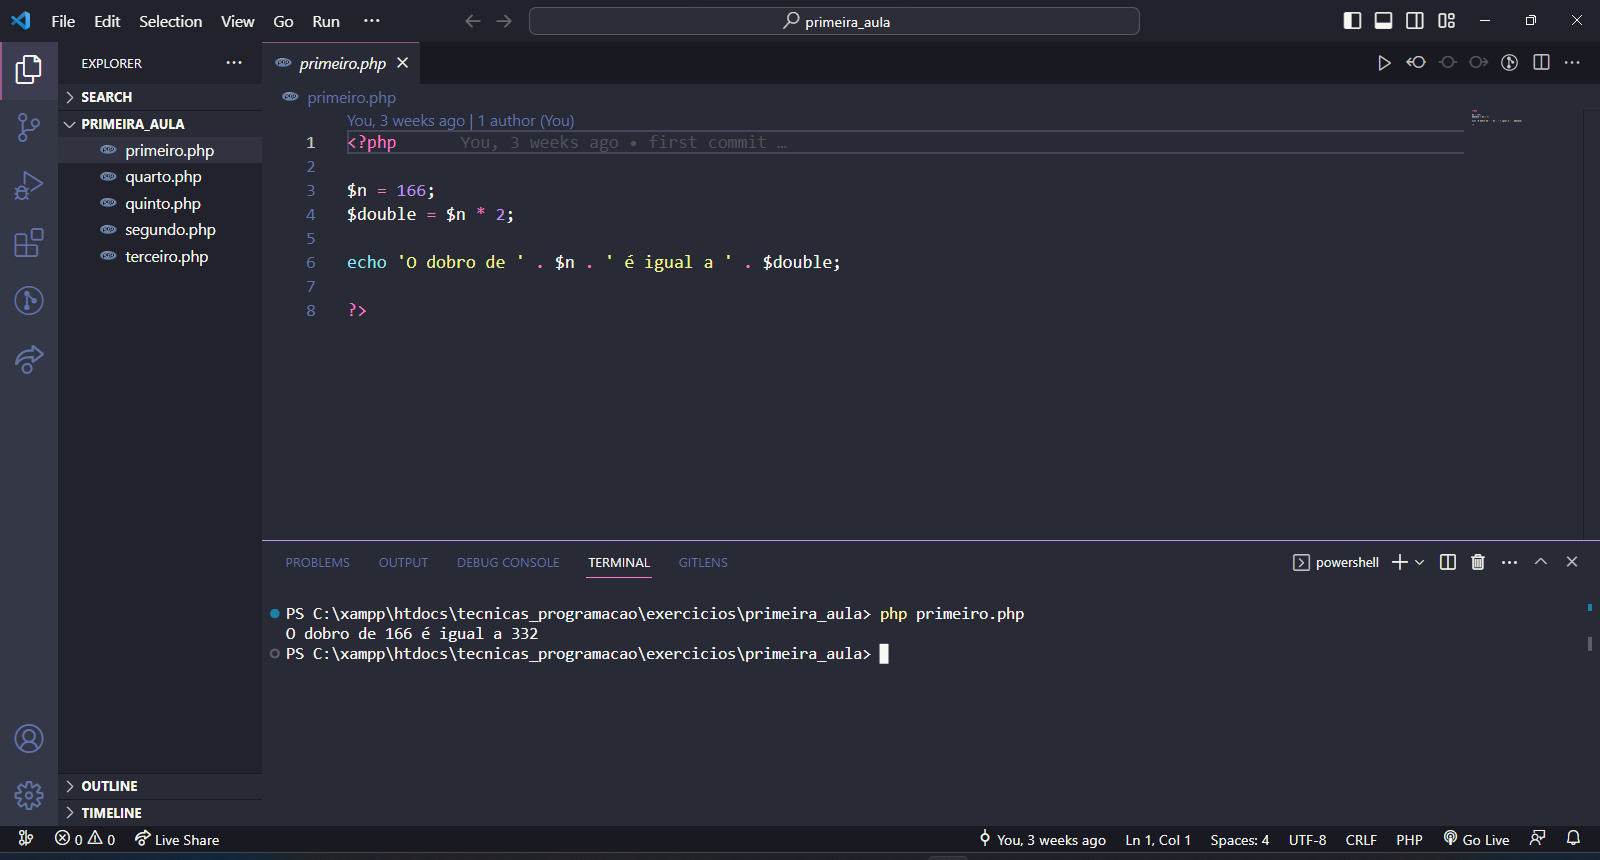 File Edit Selection View Go Run ···
primeira_aula
EXPLORER
SEARCH
PRIMEIRA_AULA
primeiro.php
quarto.php
quinto.php
segundo.php
terceiro.php
OUTLINE
TIMELINE
primeiro.php
primeiro.php
You, 3 weeks ago | 1 author (You)
1 <?php You, 3 weeks ago • first commit …
2
3 $n = 166;
4 $double = $n * 2;
5
6 echo 'O dobro de ' . $n . ' é igual a ' . $double;
7
8 ?>
PROBLEMS OUTPUT DEBUG CONSOLE TERMINAL GITLENS
powershell
PS C:\xampp\htdocs\tecnicas_programacao\exercicios\primeira_aula> php primeiro.php
O dobro de 166 é igual a 332
PS C:\xampp\htdocs\tecnicas_programacao\exercicios\primeira_aula>
0 0 Live Share You, 3 weeks ago Ln 1, Col 1 Spaces: 4 UTF-8 CRLF PHP Go Live